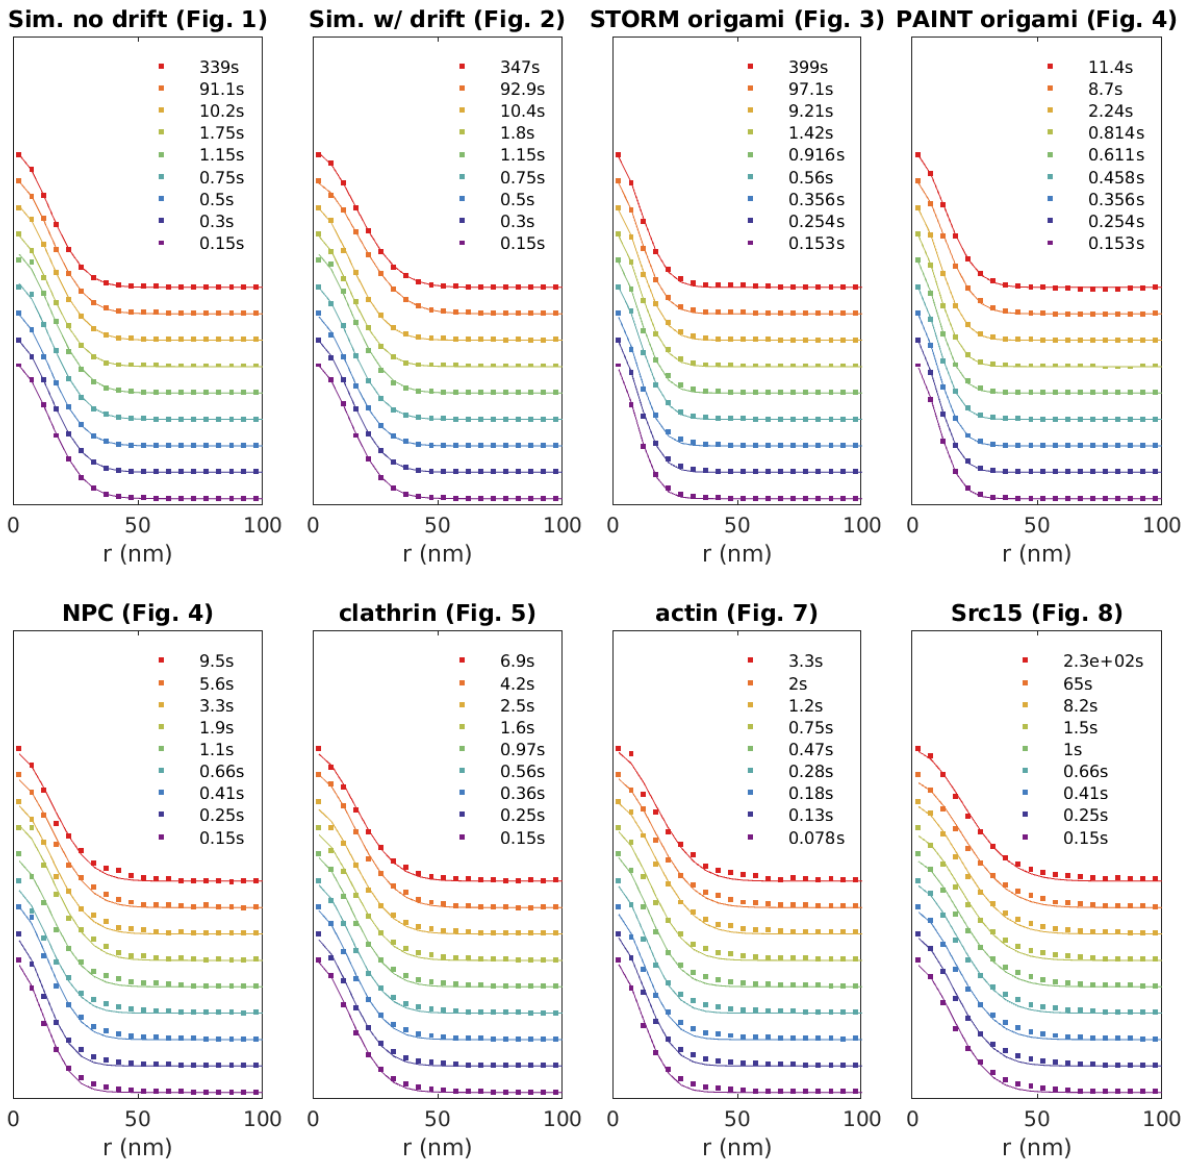 Sim. no drift (Fig. 1)
339s
91.1s
10.2s
1.75s
1.15s
0.75s
0.5s
0.3s
0.15s
0 50 100
r (nm)
Sim. w/ drift (Fig. 2)
347s
92.9s
10.4s
1.8s
1.15s
0.75s
0.5s
0.3s
0.15s
0 50 100
r (nm)
STORM origami (Fig. 3)
399s
97.1s
9.21s
1.42s
0.916s
0.56s
0.356s
0.254s
0.153s
0 50 100
r (nm)
PAINT origami (Fig. 4)
11.4s
8.7s
2.24s
0.814s
0.611s
0.458s
0.356s
0.254s
0.153s
0 50 100
r (nm)
NPC (Fig. 4)
9.5s
5.6s
3.3s
1.9s
1.1s
0.66s
0.41s
0.25s
0.15s
0 50 100
r (nm)
clathrin (Fig. 5)
6.9s
4.2s
2.5s
1.6s
0.97s
0.56s
0.36s
0.25s
0.15s
0 50 100
r (nm)
actin (Fig. 7)
3.3s
2s
1.2s
0.75s
0.47s
0.28s
0.18s
0.13s
0.078s
0 50 100
r (nm)
Src15 (Fig. 8)
2.3e+02s
65s
8.2s
1.5s
1s
0.66s
0.41s
0.25s
0.15s
0 50 100
r (nm)